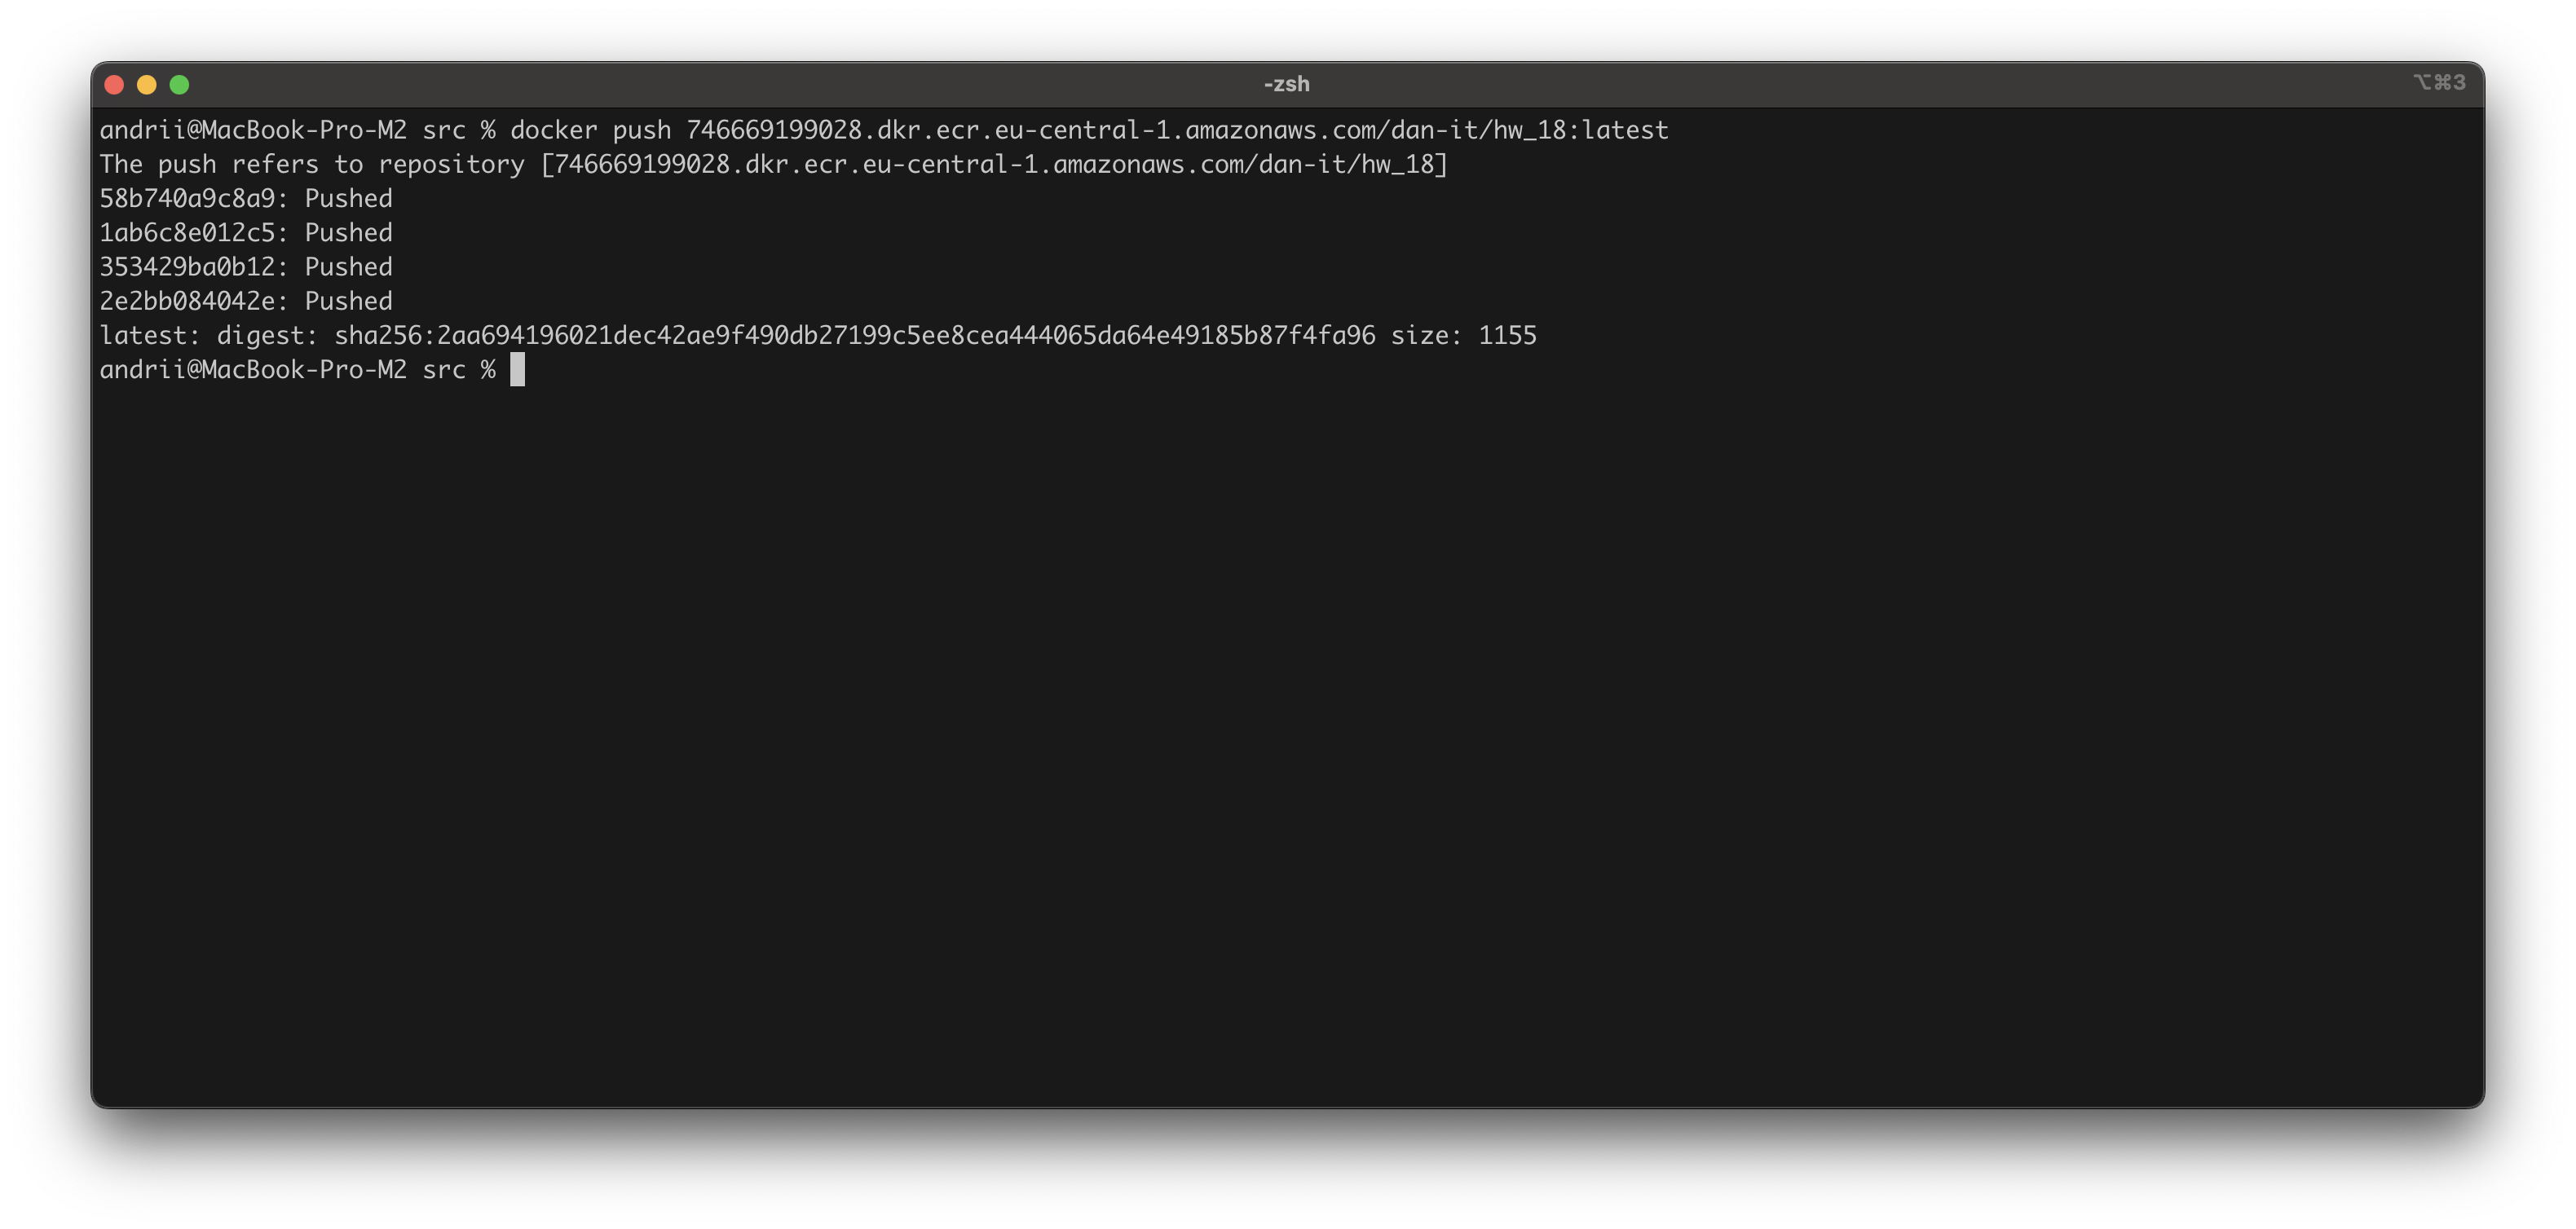 -zsh
⌥⌘3
andrii@MacBook-Pro-M2 src % docker push 746669199028.dkr.ecr.eu-central-1.amazonaws.com/dan-it/hw_18:latest
The push refers to repository [746669199028.dkr.ecr.eu-central-1.amazonaws.com/dan-it/hw_18]
58b740a9c8a9: Pushed
1ab6c8e012c5: Pushed
353429ba0b12: Pushed
2e2bb084042e: Pushed
latest: digest: sha256:2aa694196021dec42ae9f490db27199c5ee8cea444065da64e49185b87f4fa96 size: 1155
andrii@MacBook-Pro-M2 src %